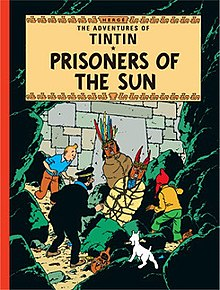 HERGÉ
THE ADVENTURES OF
TINTIN
PRISONERS
OF THE SUN